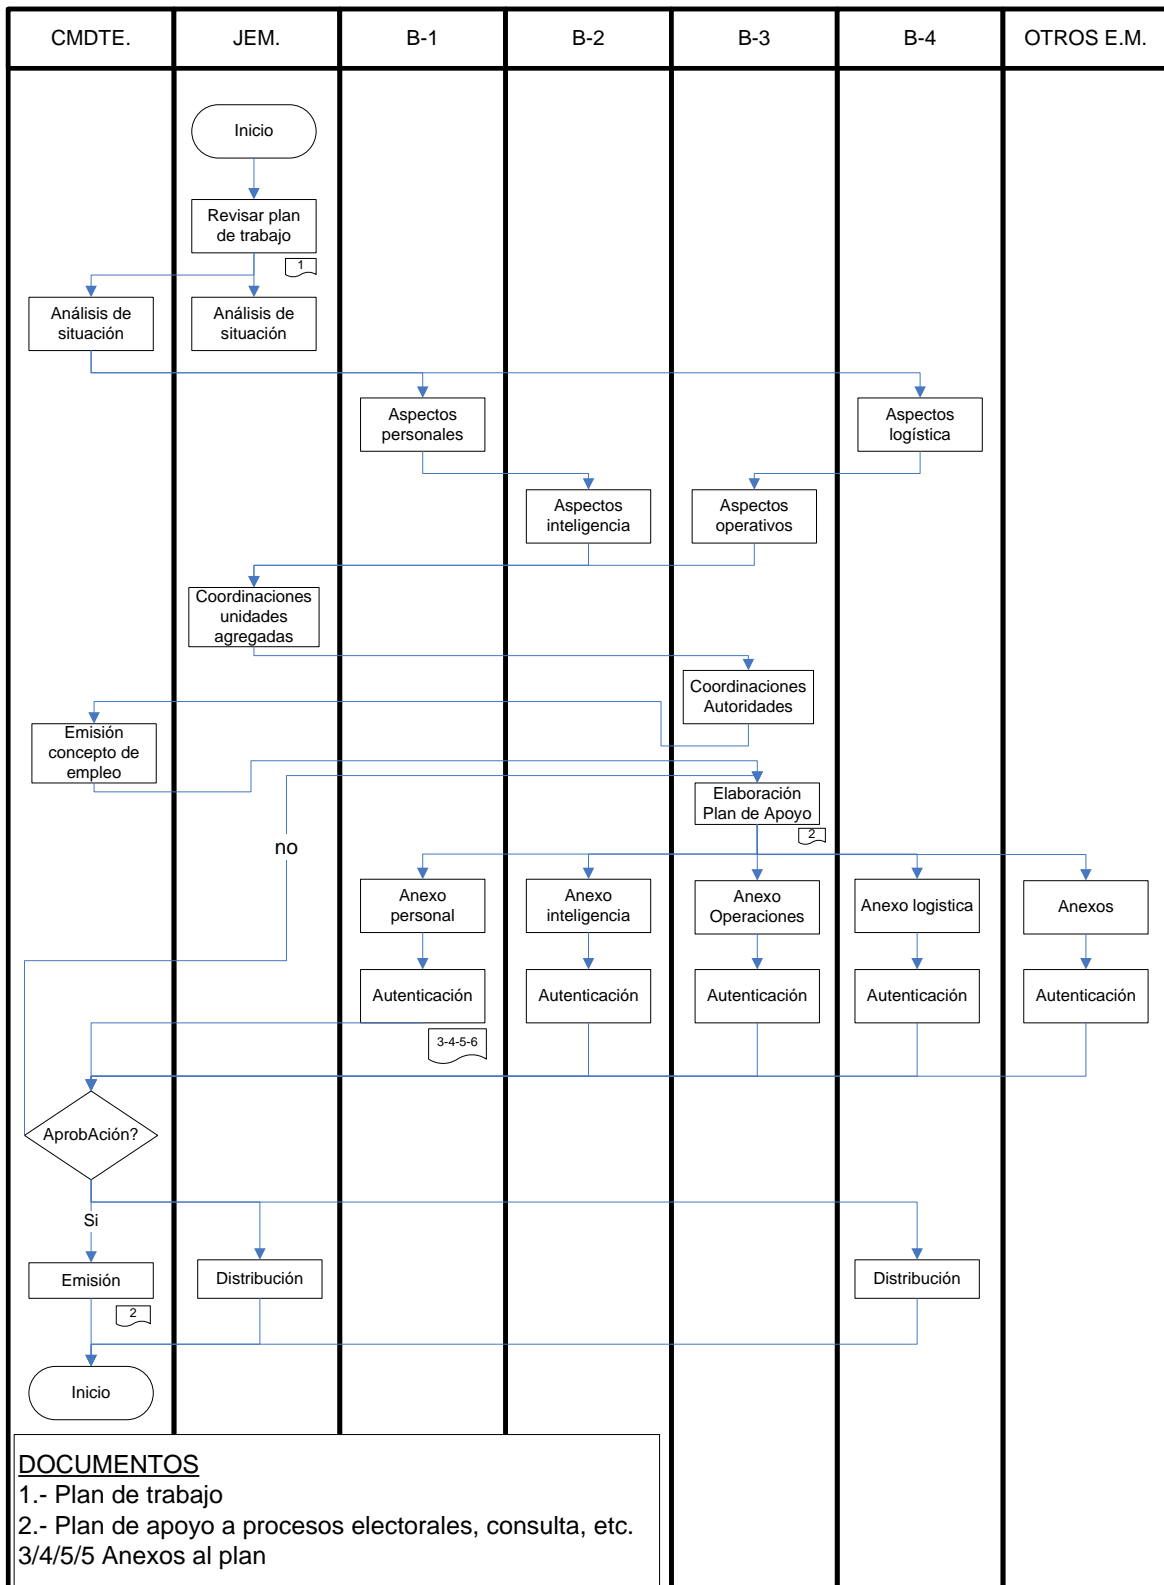 CMDTE.
JEM.
B-1
B-2
B-3
B-4
OTROS E.M.
Inicio
Revisar plan
de trabajo
1
Análisis de
situación
Análisis de
situación
Aspectos
personales
Aspectos
logística
Aspectos
inteligencia
Aspectos
operativos
Coordinaciones
unidades
agregadas
Coordinaciones
Autoridades
Emisión
concepto de
empleo
Elaboración
Plan de Apoyo
2
no
Anexo
personal
Anexo
inteligencia
Anexo
Operaciones
Anexo logistica
Anexos
Autenticación
Autenticación
Autenticación
Autenticación
Autenticación
3-4-5-6
AprobAción?
Si
Emisión
Distribución
Distribución
2
Inicio
DOCUMENTOS
1.- Plan de trabajo
2.- Plan de apoyo a procesos electorales, consulta, etc.
3/4/5/5 Anexos al plan